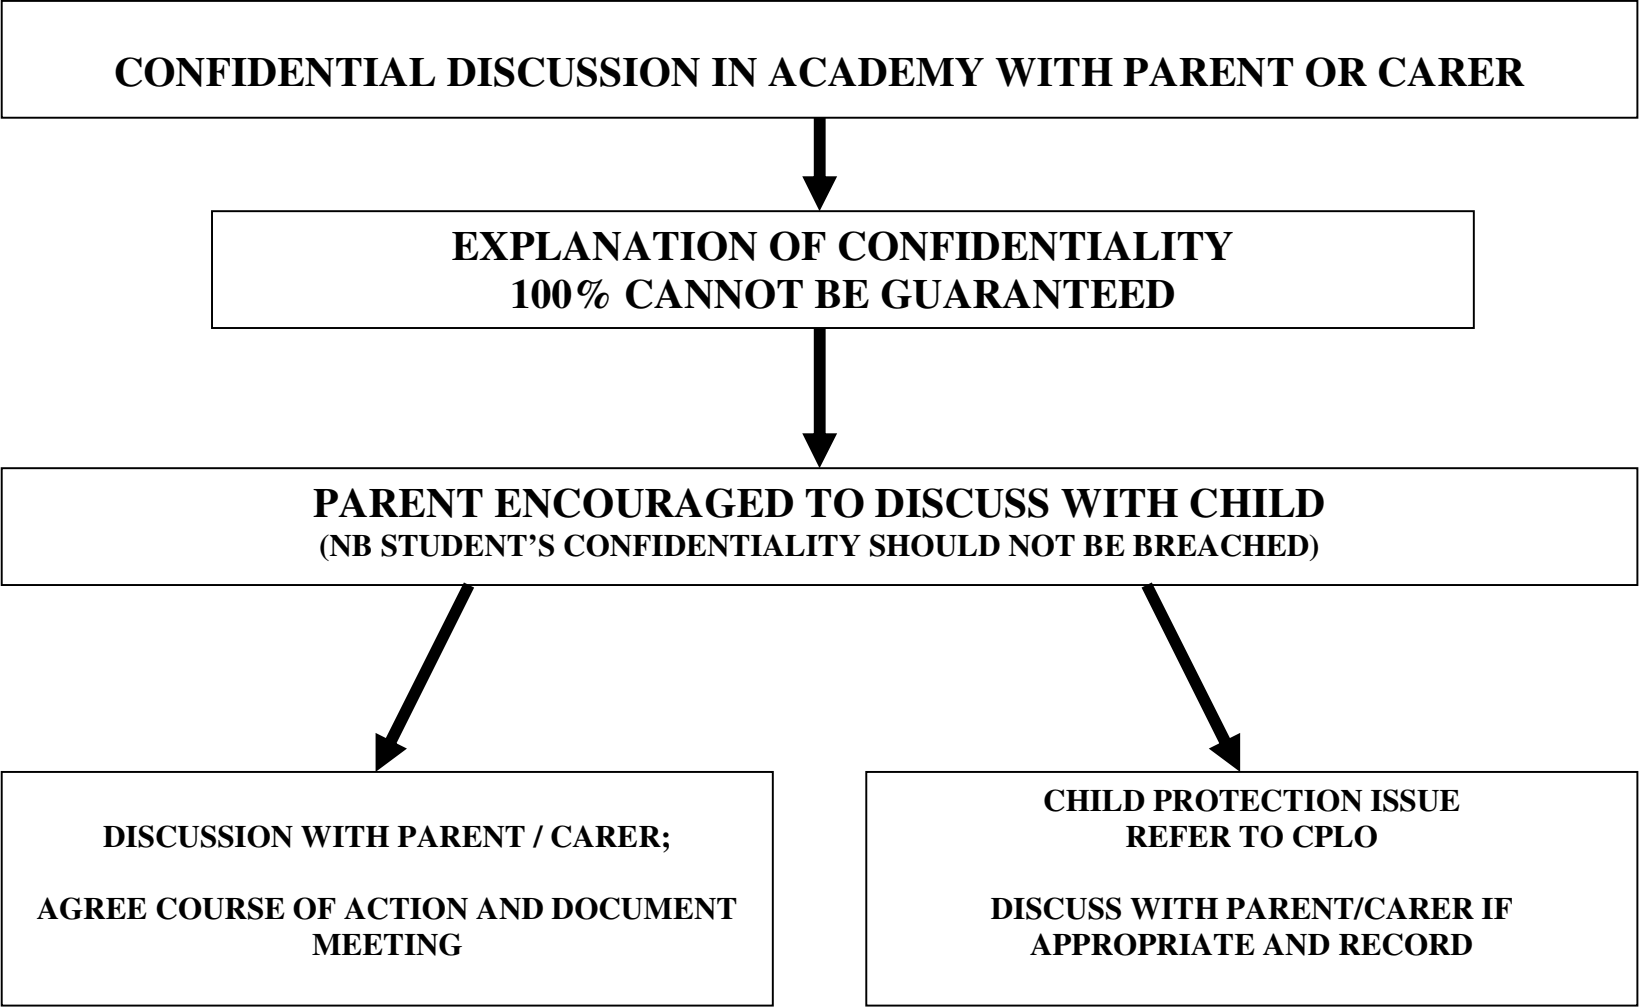 CONFIDENTIAL DISCUSSION IN ACADEMY WITH PARENT OR CARER
EXPLANATION OF CONFIDENTIALITY
100% CANNOT BE GUARANTEED
PARENT ENCOURAGED TO DISCUSS WITH CHILD
(NB STUDENT’S CONFIDENTIALITY SHOULD NOT BE BREACHED)
DISCUSSION WITH PARENT / CARER;
AGREE COURSE OF ACTION AND DOCUMENT
MEETING
CHILD PROTECTION ISSUE
REFER TO CPLO
DISCUSS WITH PARENT/CARER IF
APPROPRIATE AND RECORD